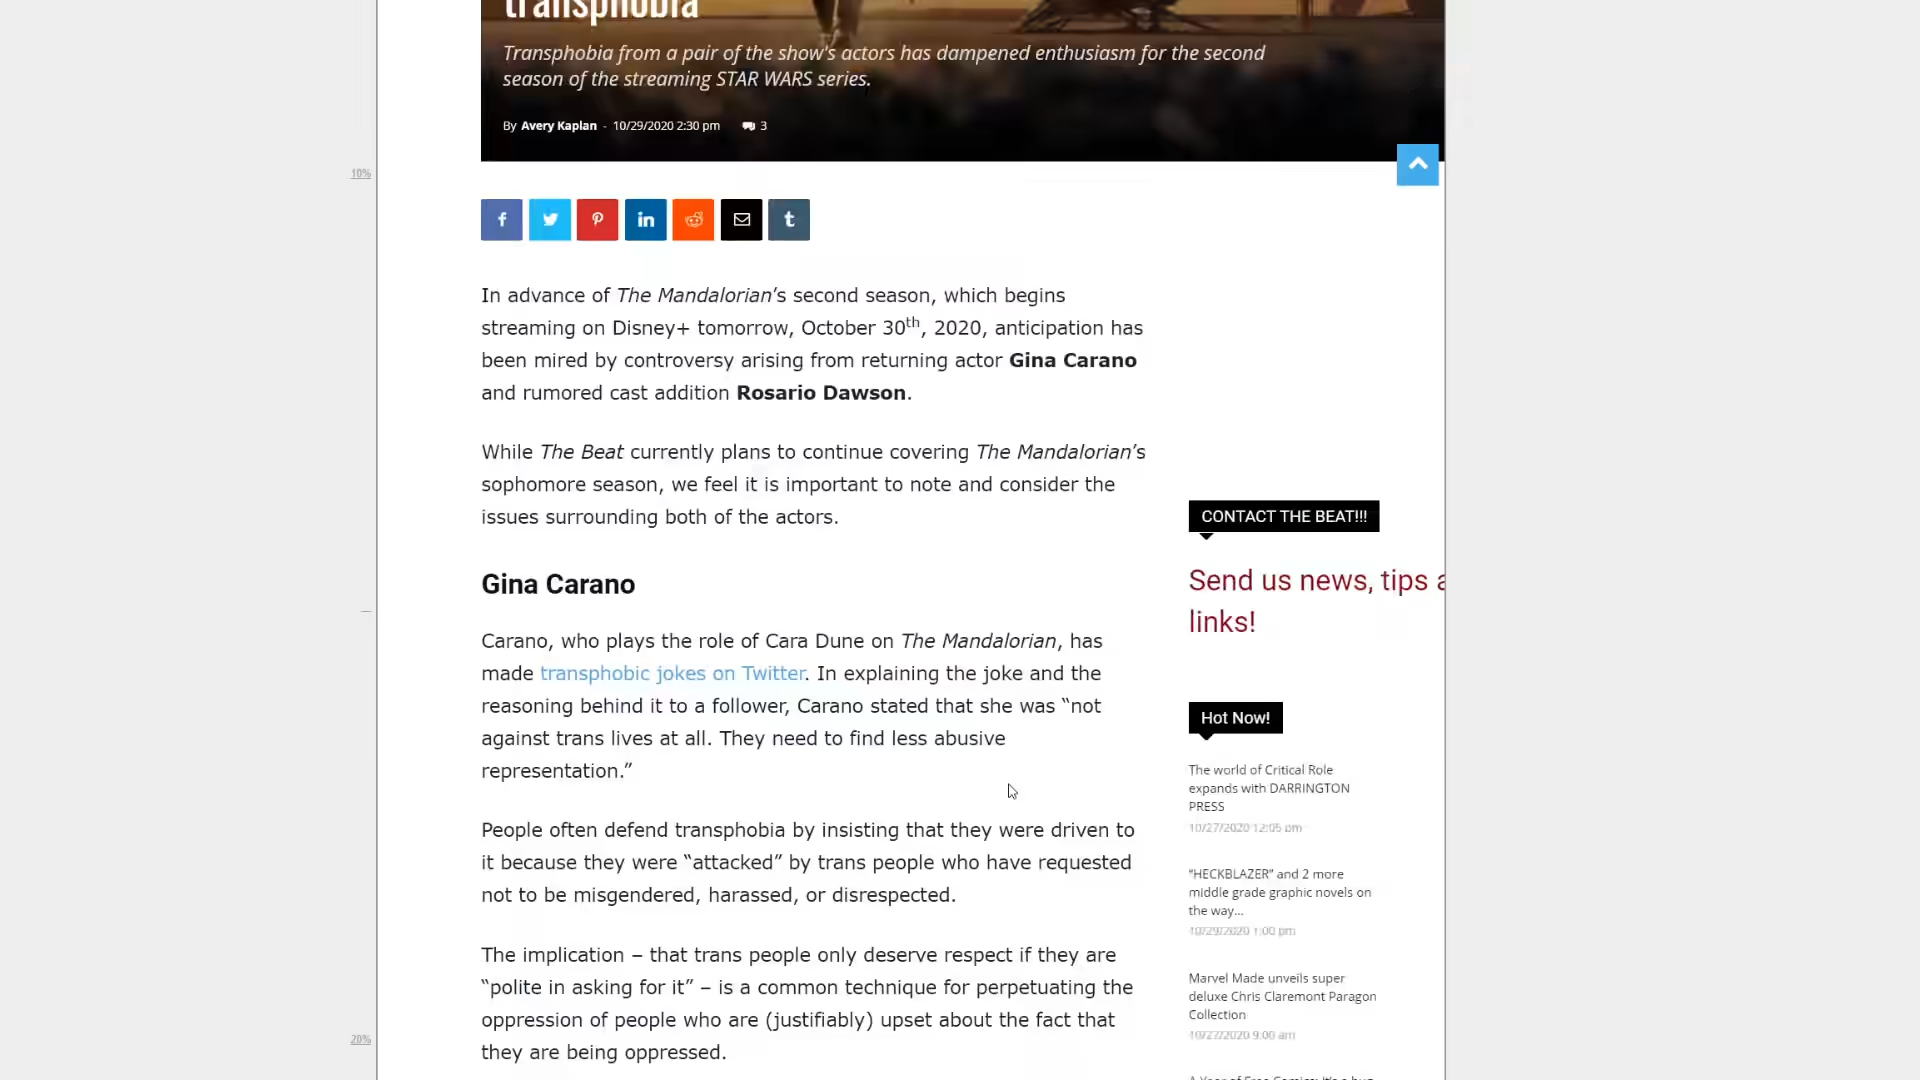 transphobia
Transphobia from a pair of the show's actors has dampened enthusiasm for the second
season of the streaming STAR WARS series.
By Avery Kaplan - 10/29/2020 2:30 pm 3
10%
In advance of The Mandalorian’s second season, which begins
streaming on Disney+ tomorrow, October 30th, 2020, anticipation has
been mired by controversy arising from returning actor Gina Carano
and rumored cast addition Rosario Dawson.
While The Beat currently plans to continue covering The Mandalorian’s
sophomore season, we feel it is important to note and consider the
issues surrounding both of the actors.
Gina Carano
Carano, who plays the role of Cara Dune on The Mandalorian, has
made transphobic jokes on Twitter. In explaining the joke and the
reasoning behind it to a follower, Carano stated that she was “not
against trans lives at all. They need to find less abusive
representation.”
People often defend transphobia by insisting that they were driven to
it because they were “attacked” by trans people who have requested
not to be misgendered, harassed, or disrespected.
The implication – that trans people only deserve respect if they are
“polite in asking for it” – is a common technique for perpetuating the
oppression of people who are (justifiably) upset about the fact that
they are being oppressed.
20%
CONTACT THE BEAT!!!
Send us news, tips
links!
Hot Now!
The world of Critical Role
expands with DARRINGTON
PRESS
10/27/2020 12:05 pm
“HECKBLAZER” and 2 more
middle grade graphic novels on
the way...
10/29/2020 1:00 pm
Marvel Made unveils super
deluxe Chris Claremont Paragon
Collection
10/27/2020 9:00 am